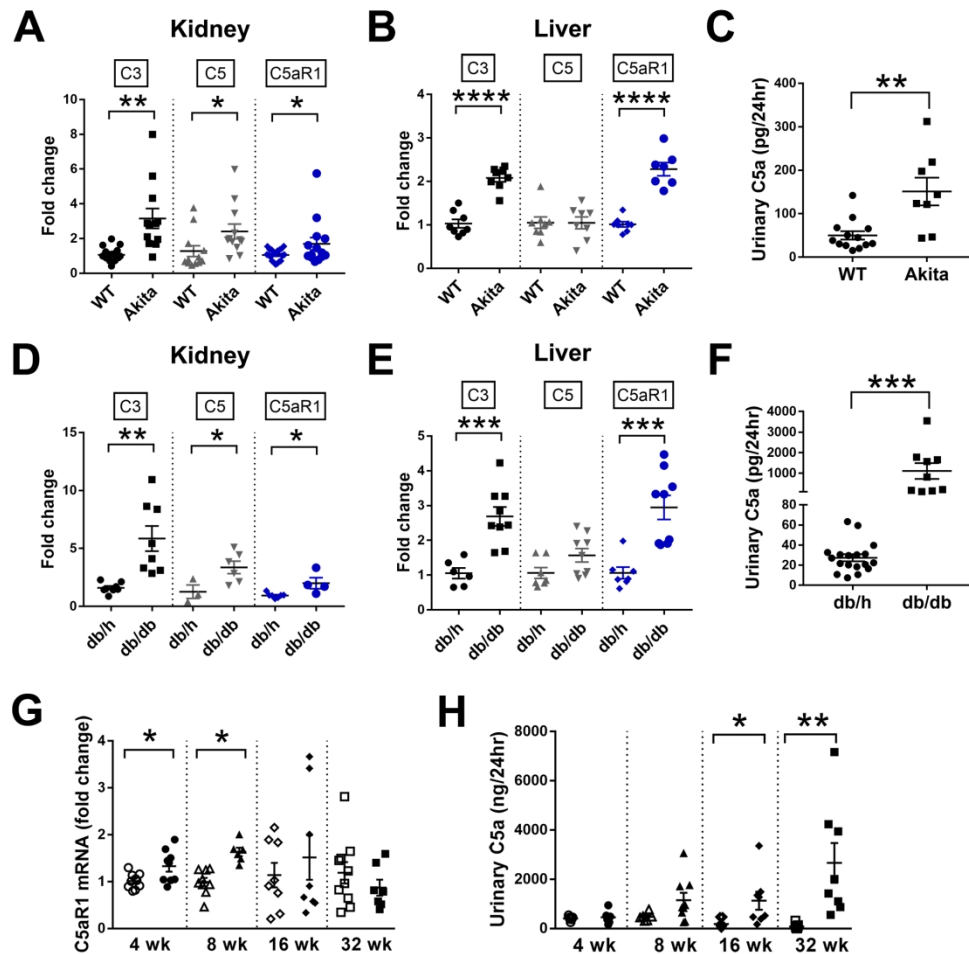 A Kidney
C3 C5 C5aR1
** * *
Fold change
10
8
6
4
2
0
WT Akita WT Akita WT Akita
B Liver
C3 C5 C5aR1
**** ****
Fold change
4
3
2
1
0
WT Akita WT Akita WT Akita
C
**
Urinary C5a (pg/24hr)
400
300
200
100
0
WT Akita
D Kidney
C3 C5 C5aR1
** * *
Fold change
15
10
5
0
db/h db/db db/h db/db db/h db/db
E Liver
C3 C5 C5aR1
*** ***
Fold change
5
4
3
2
1
0
db/h db/db db/h db/db db/h db/db
F
***
Urinary C5a (pg/24hr)
4000
3000
2000
1000
60
40
20
0
db/h db/db
G
* *
C5aR1 mRNA (fold change)
4
3
2
1
0
4 wk 8 wk 16 wk 32 wk
H
* **
Urinary C5a (ng/24hr)
8000
6000
4000
2000
0
4 wk 8 wk 16 wk 32 wk